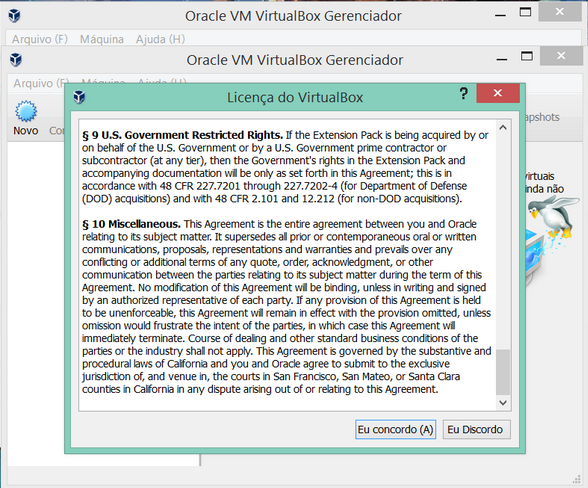 Oracle VM VirtualBox Gerenciador
Arquivo (F) Máquina Ajuda (H)
Oracle VM VirtualBox Gerenciador
Arquivo (F) Máquina Ajuda (H)
Licença do VirtualBox
?
Novo
Con
apshots
virtuais
inda não
§ 9 U.S. Government Restricted Rights. If the Extension Pack is being acquired by or
on behalf of the U.S. Government or by a U.S. Government prime contractor or
subcontractor (at any tier), then the Government's rights in the Extension Pack and
accompanying documentation will be only as set forth in this Agreement; this is in
accordance with 48 CFR 227.7201 through 227.7202-4 (for Department of Defense
(DOD) acquisitions) and with 48 CFR 2.101 and 12.212 (for non-DOD acquisitions).
§ 10 Miscellaneous. This Agreement is the entire agreement between you and Oracle
relating to its subject matter. It supersedes all prior or contemporaneous oral or written
communications, proposals, representations and warranties and prevails over any
conflicting or additional terms of any quote, order, acknowledgment, or other
communication between the parties relating to its subject matter during the term of this
Agreement. No modification of this Agreement will be binding, unless in writing and signed
by an authorized representative of each party. If any provision of this Agreement is held
to be unenforceable, this Agreement will remain in effect with the provision omitted, unless
omission would frustrate the intent of the parties, in which case this Agreement will
immediately terminate. Course of dealing and other standard business conditions of the
parties or the industry shall not apply. This Agreement is governed by the substantive and
procedural laws of California and you and Oracle agree to submit to the exclusive
jurisdiction of, and venue in, the courts in San Francisco, San Mateo, or Santa Clara
counties in California in any dispute arising out of or relating to this Agreement.
Eu concordo (A) Eu Discordo